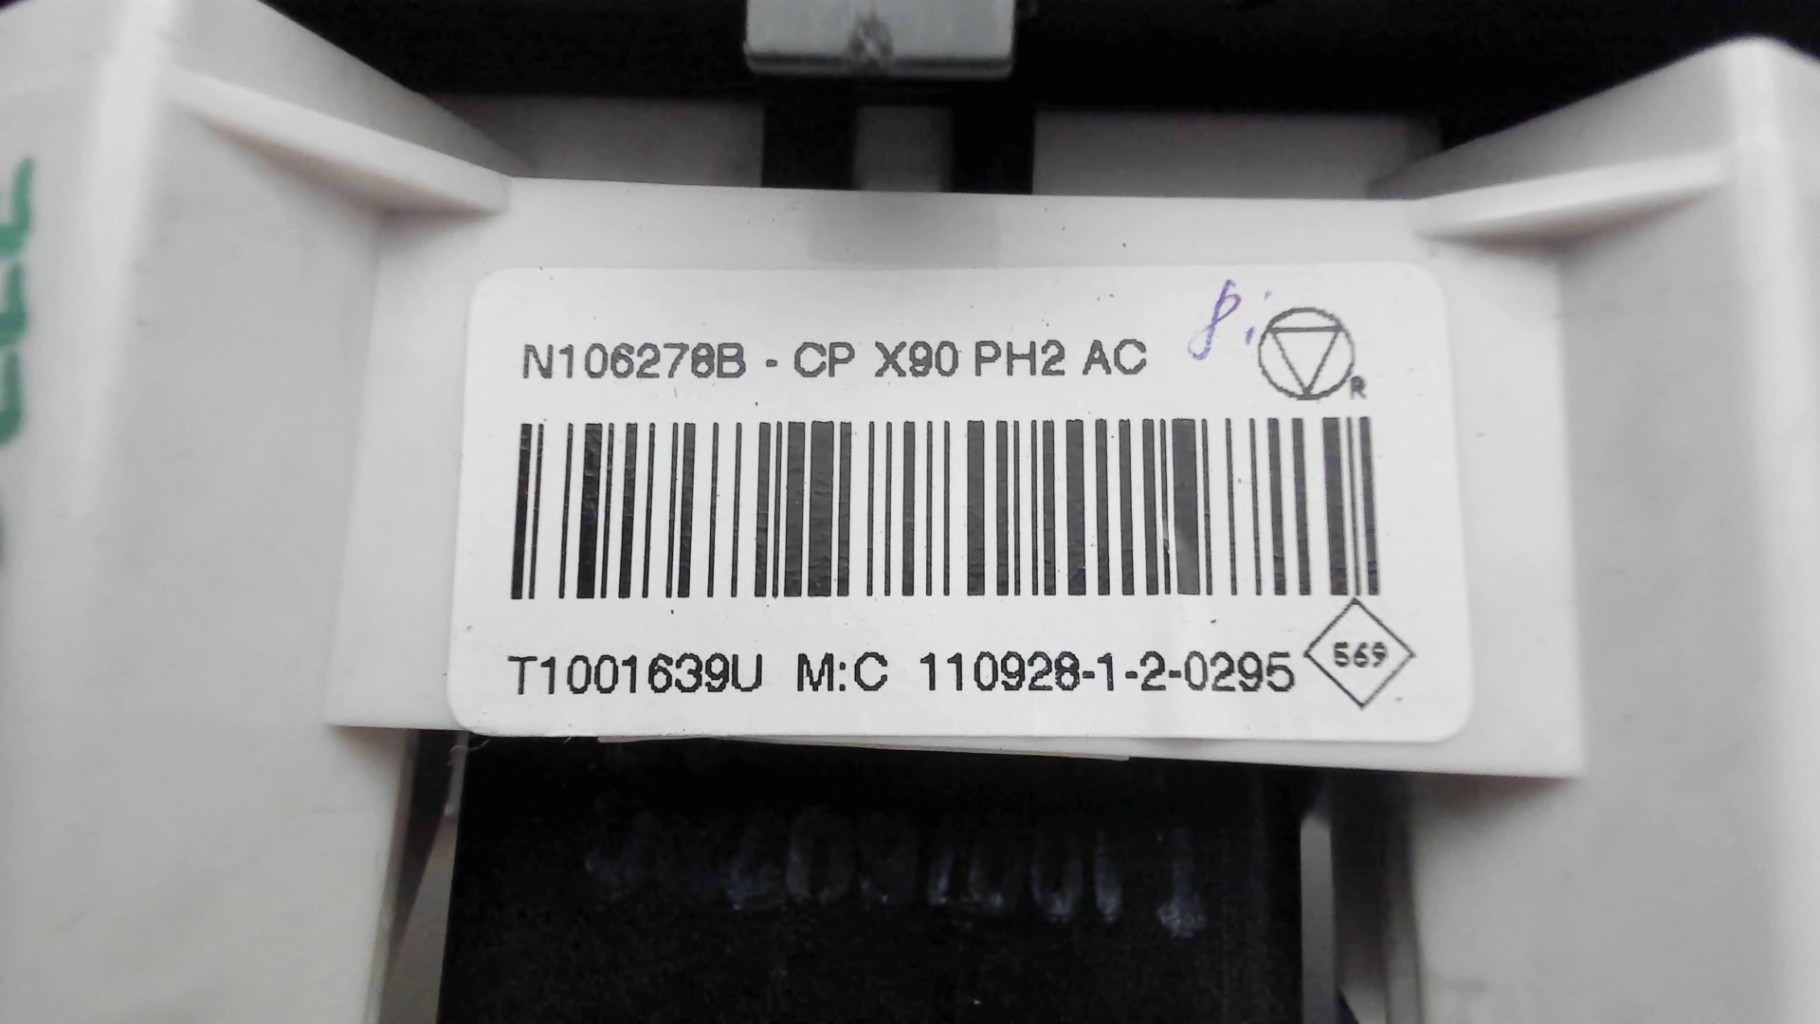 N106278B - CP X90 PH2 AC
R
T1001639U M:C 110928-1-2-0295
569